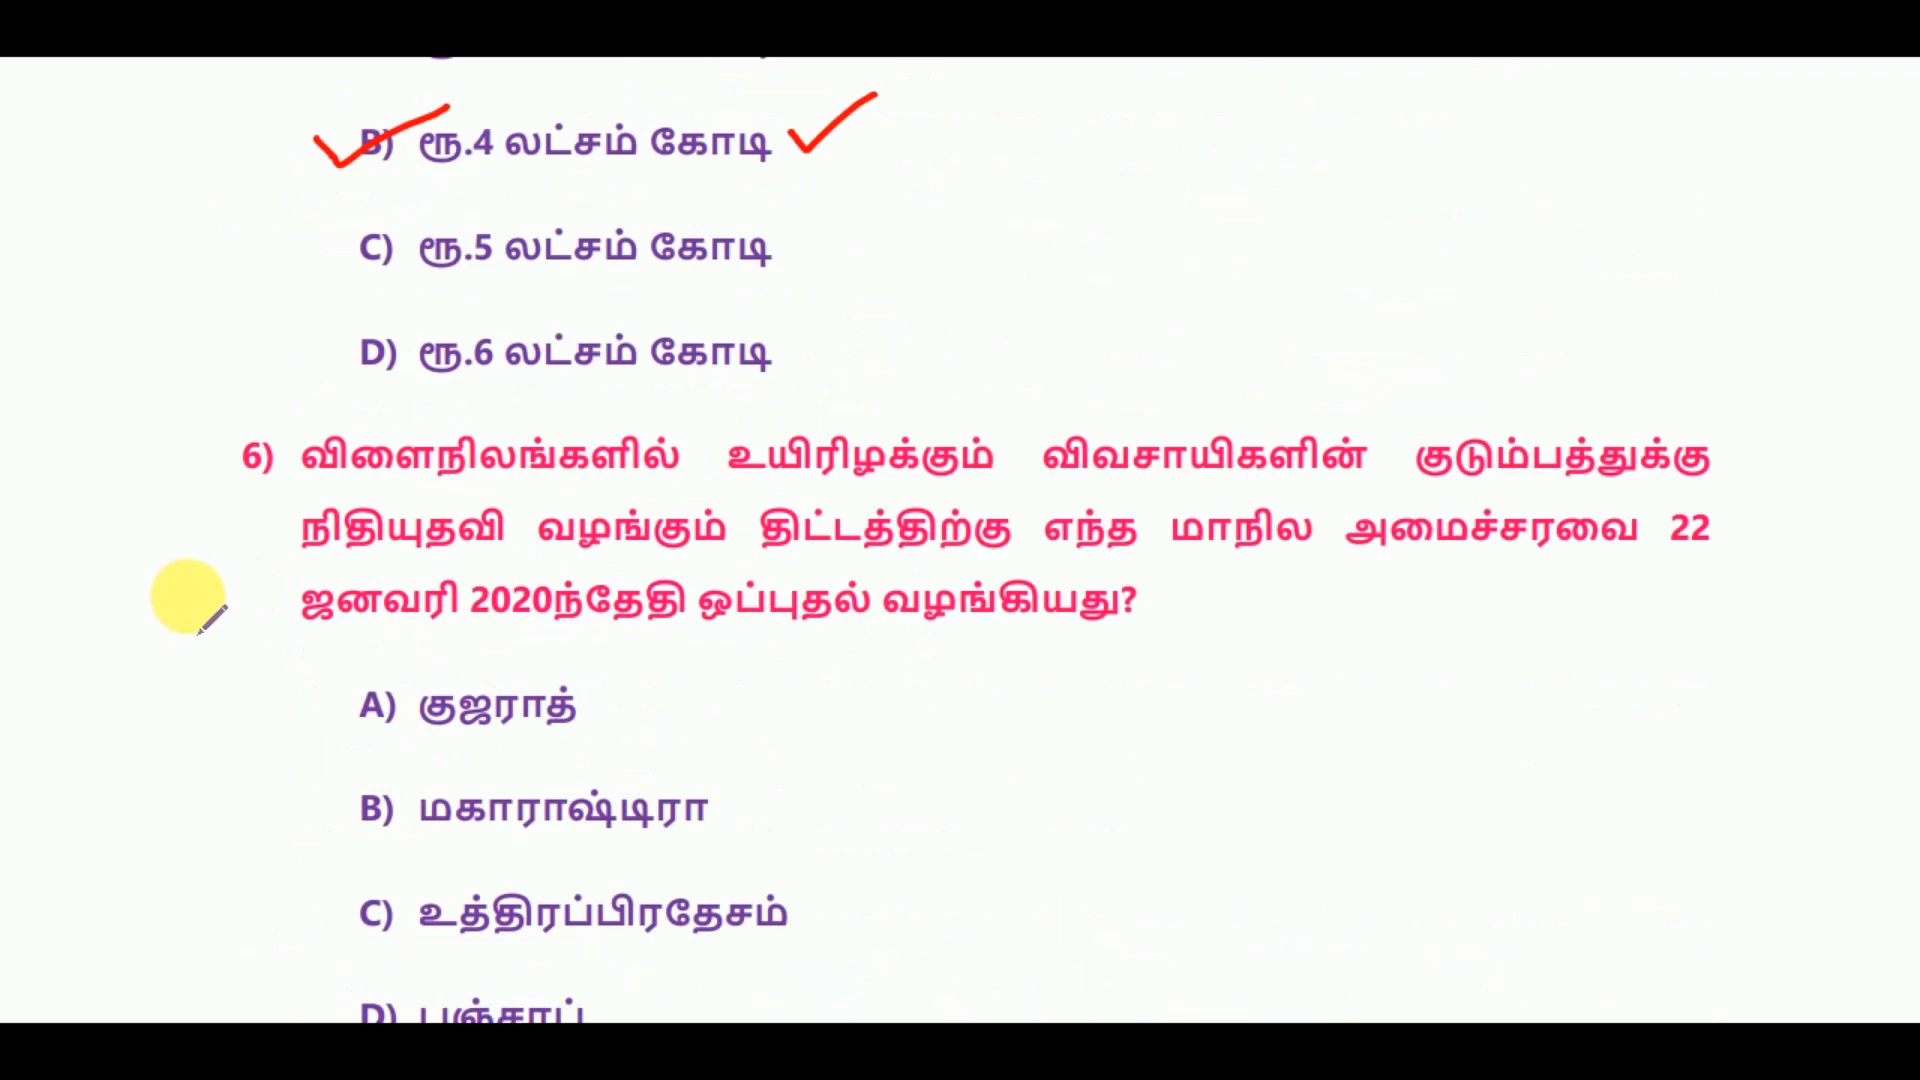 B) ரூ.4 லட்சம் கோடி
C) ரூ.5 லட்சம் கோடி
D) ரூ.6 லட்சம் கோடி
6) விளைநிலங்களில் உயிரிழக்கும் விவசாயிகளின் குடும்பத்துக்கு
நிதியுதவி வழங்கும் திட்டத்திற்கு எந்த மாநில அமைச்சரவை 22
ஜனவரி 2020ந்தேதி ஒப்புதல் வழங்கியது?
A) குஜராத்
B) மகாராஷ்டிரா
C) உத்திரப்பிரதேசம்
D) பஞ்சாப்